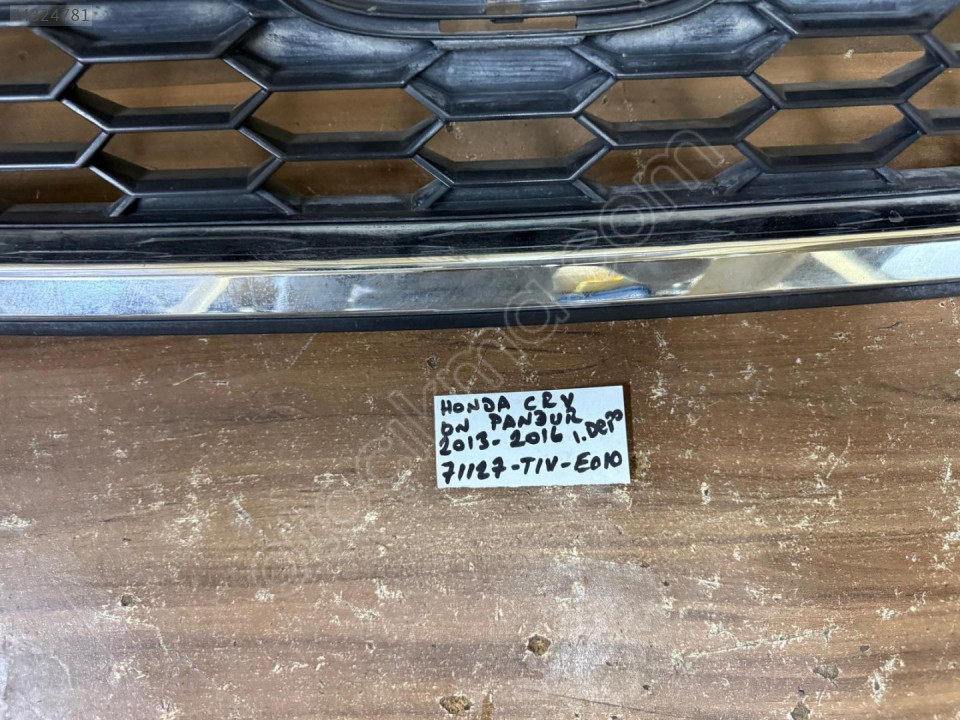 HONDA CRV
ÖN PANJUR
2013-2016 1.DEPO
71127-T1V-E010